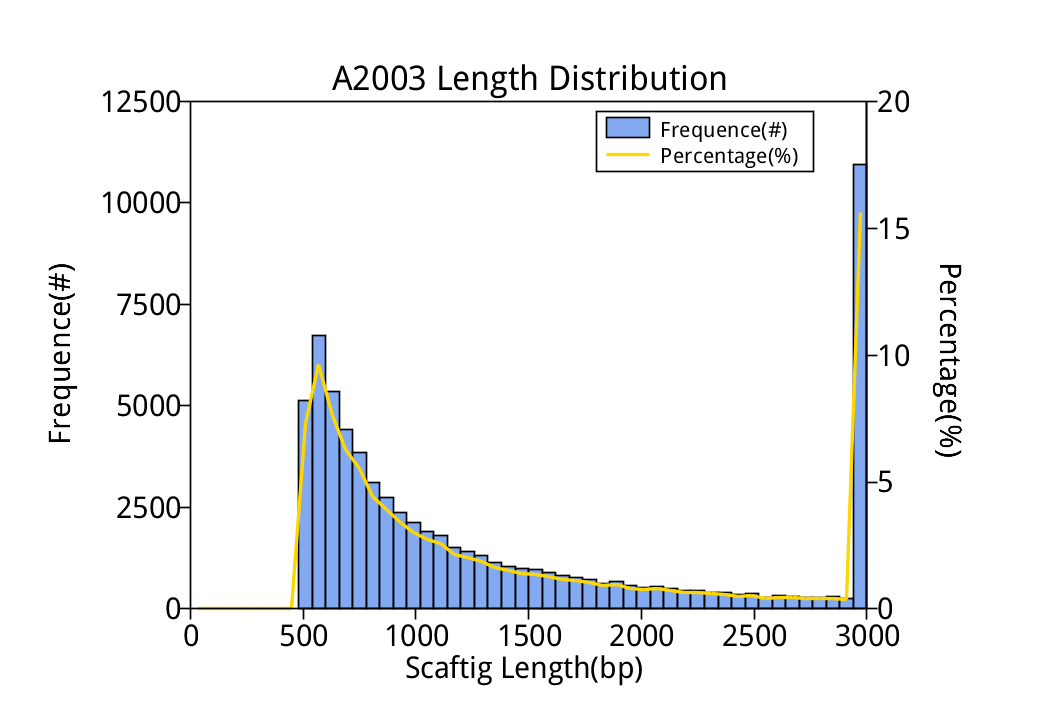 A2003 Length Distribution
Frequence(#)
Percentage(%)
12500
10000
7500
5000
2500
0
20
15
10
5
0
Frequence(#)
Percentage(%)
0 500 1000 1500 2000 2500 3000
Scaftig Length(bp)